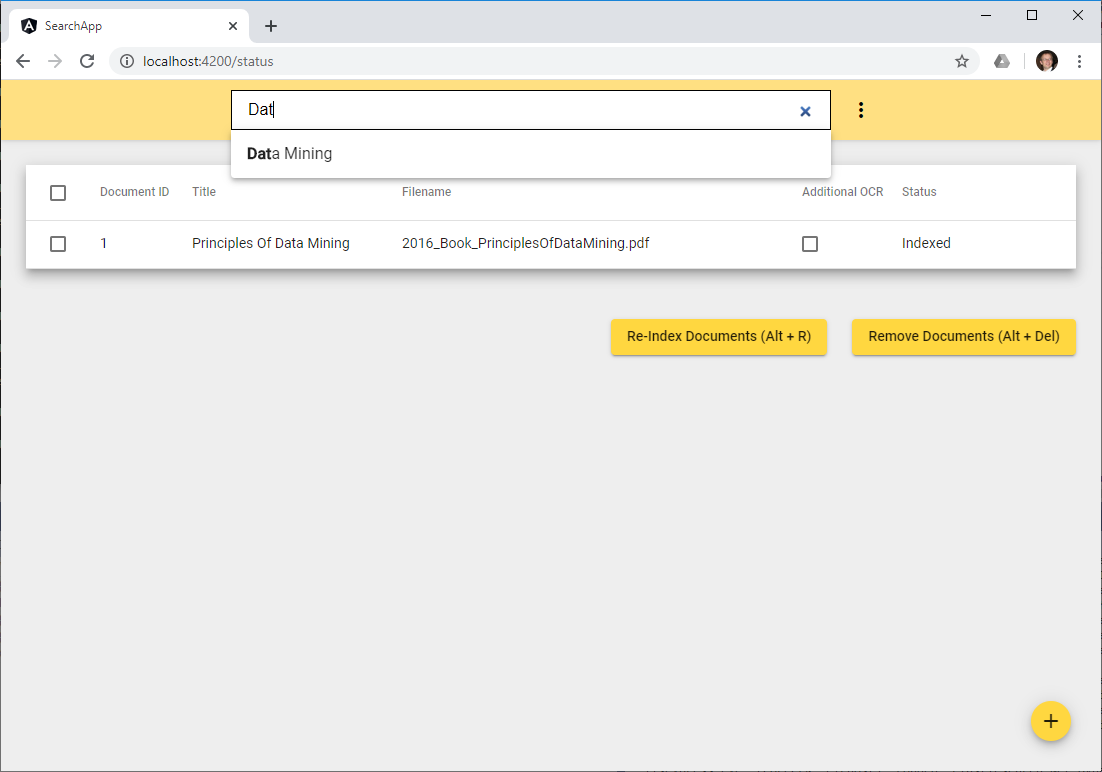 SearchApp
localhost:4200/status
Dat
Data Mining
Document ID Title Filename Additional OCR Status
1 Principles Of Data Mining 2016_Book_PrinciplesOfDataMining.pdf Indexed
Re-Index Documents (Alt + R) Remove Documents (Alt + Del)